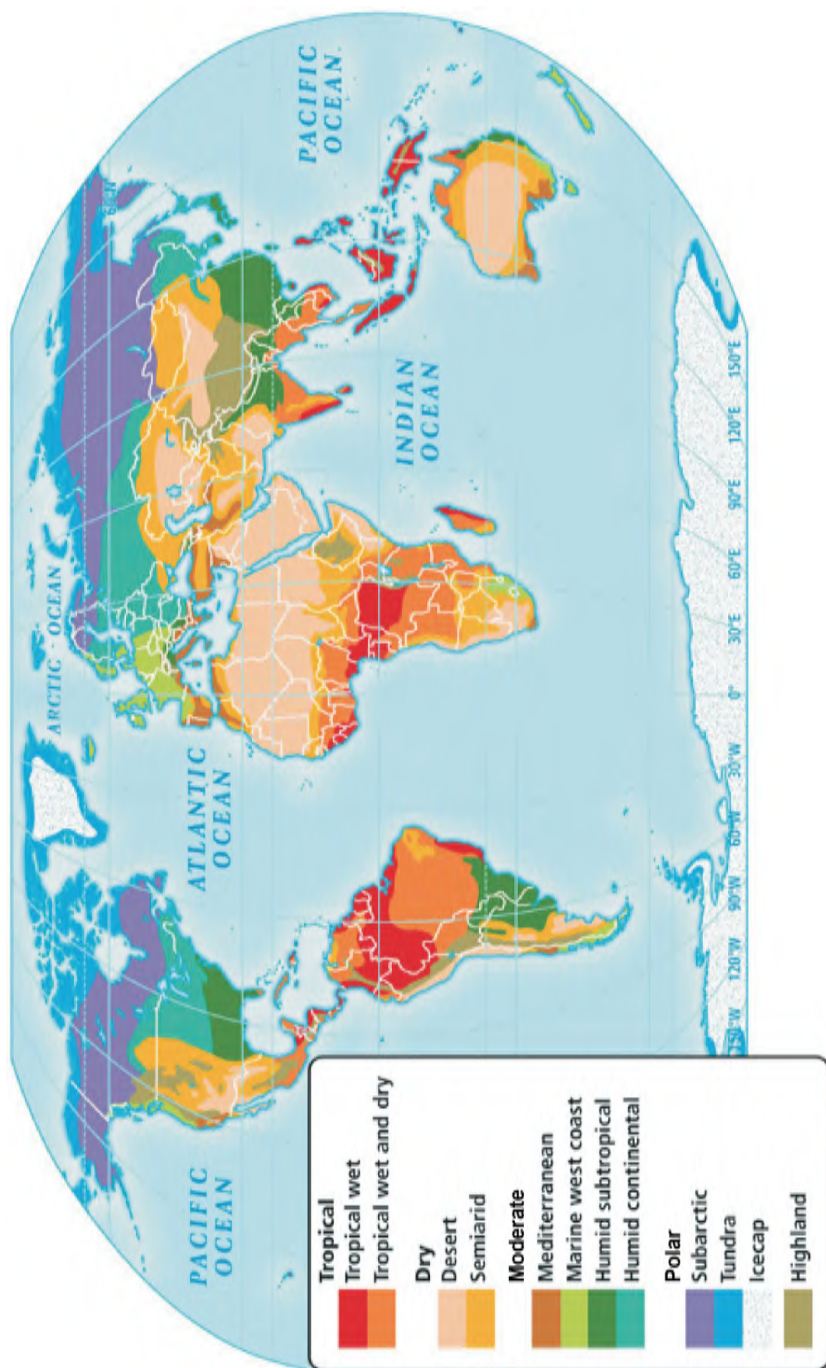 PACIFIC
OCEAN
ARCTIC OCEAN
ATLANTIC
OCEAN
INDIAN
OCEAN
PACIFIC
OCEAN
150°W
120°W
90°W
60°W
30°W
0°
30°E
60°E
90°E
120°E
150°E
Tropical
Tropical wet
Tropical wet and dry
Dry
Desert
Semiarid
Moderate
Mediterranean
Marine west coast
Humid subtropical
Humid continental
Polar
Subarctic
Tundra
Icecap
Highland